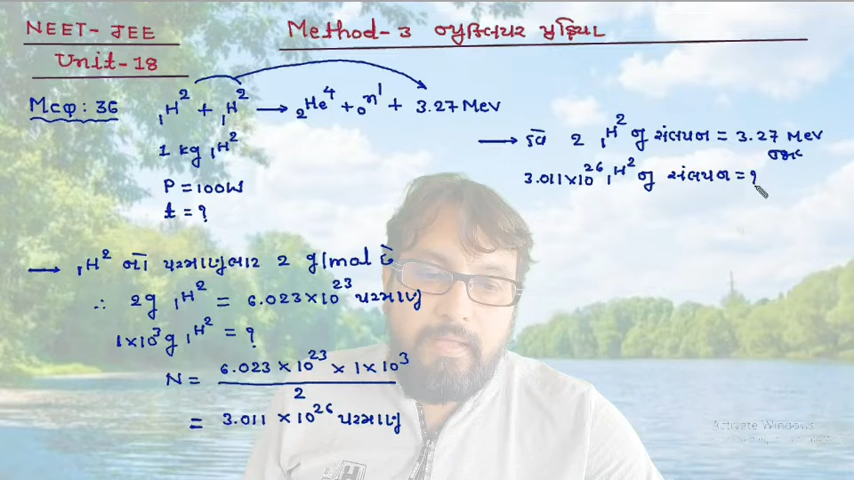 NEET- JEE
Method-3 ન્યુક્લિયર પ્રક્રિયા
Unit-18
MCQ: 36
₁H² + ₁H² → ₂He⁴ + ₀n¹ + 3.27 MeV
1 kg ₁H²
P = 100W
t = ?
→ ₁H² નો પરમાણુભાર 2 g/mol છે
∴ 2g ₁H² = 6.023×10²³ પરમાણુ
1×10³g ₁H² = ?
N = 6.023 × 10²³ × 1 × 10³ / 2
= 3.011 × 10²⁶ પરમાણુ
→ હવે 2 ₁H² નું સંલયન = 3.27 MeV
ઊર્જા
3.011×10²⁶ ₁H² નું સંલયન = ?
Activate Windows